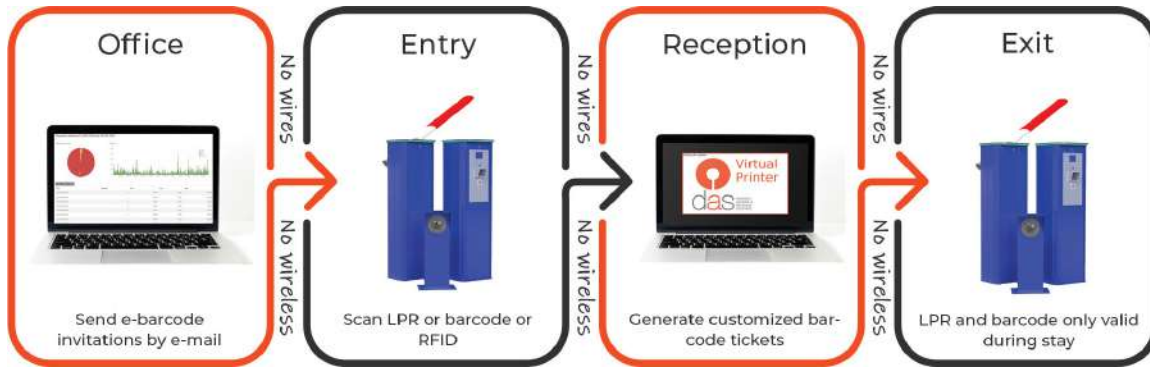 Office
No wires
No wireless
Send e-barcode
invitations by e-mail
Entry
No wires
No wireless
Scan LPR or barcode or
RFID
Reception
Virtual
Printer
das
No wires
No wireless
Generate customized bar-
code tickets
Exit
LPR and barcode only valid
during stay